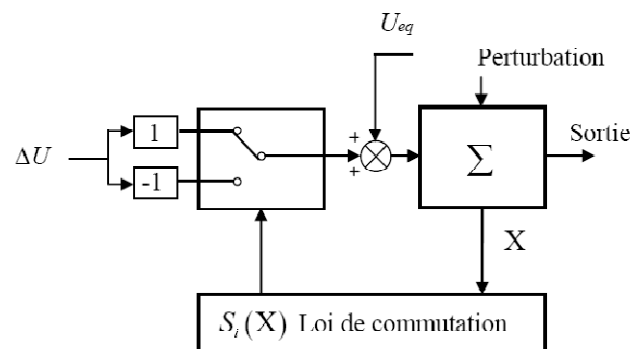 U_eq
Perturbation
1
ΔU
-1
+
+
Σ
Sortie
X
S_i(X) Loi de commutation